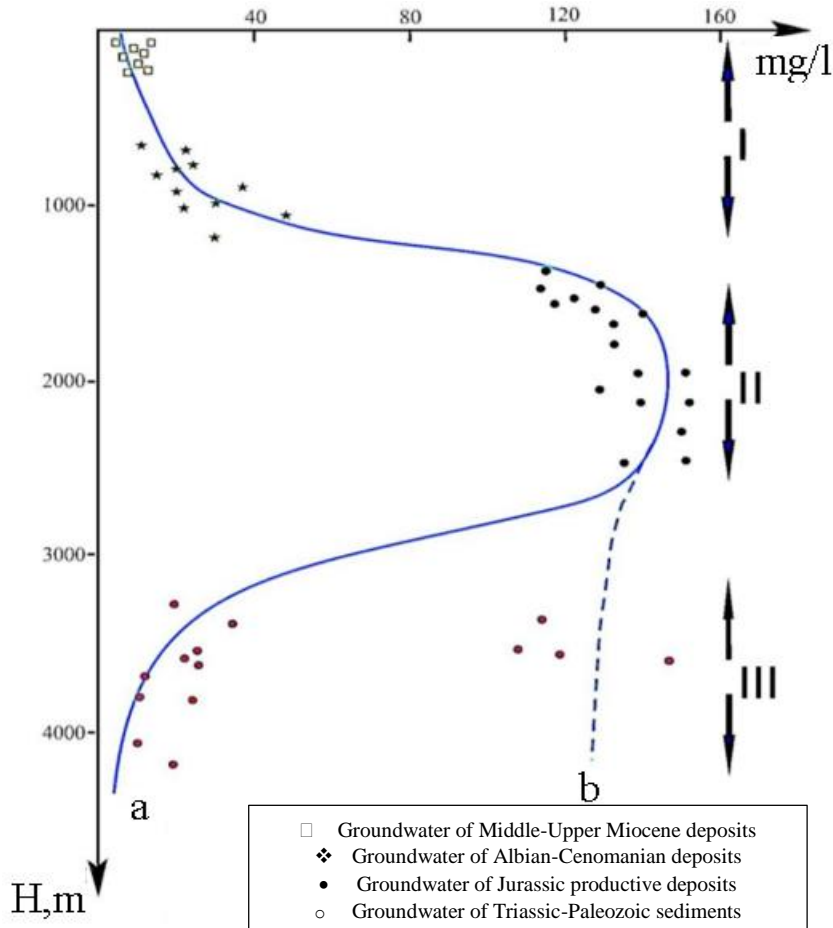 40 80 120 160
mg/l
I
1000
II
2000
3000
III
4000
a
b
H,m
□ Groundwater of Middle-Upper Miocene deposits
❖ Groundwater of Albian-Cenomanian deposits
● Groundwater of Jurassic productive deposits
○ Groundwater of Triassic-Paleozoic sediments